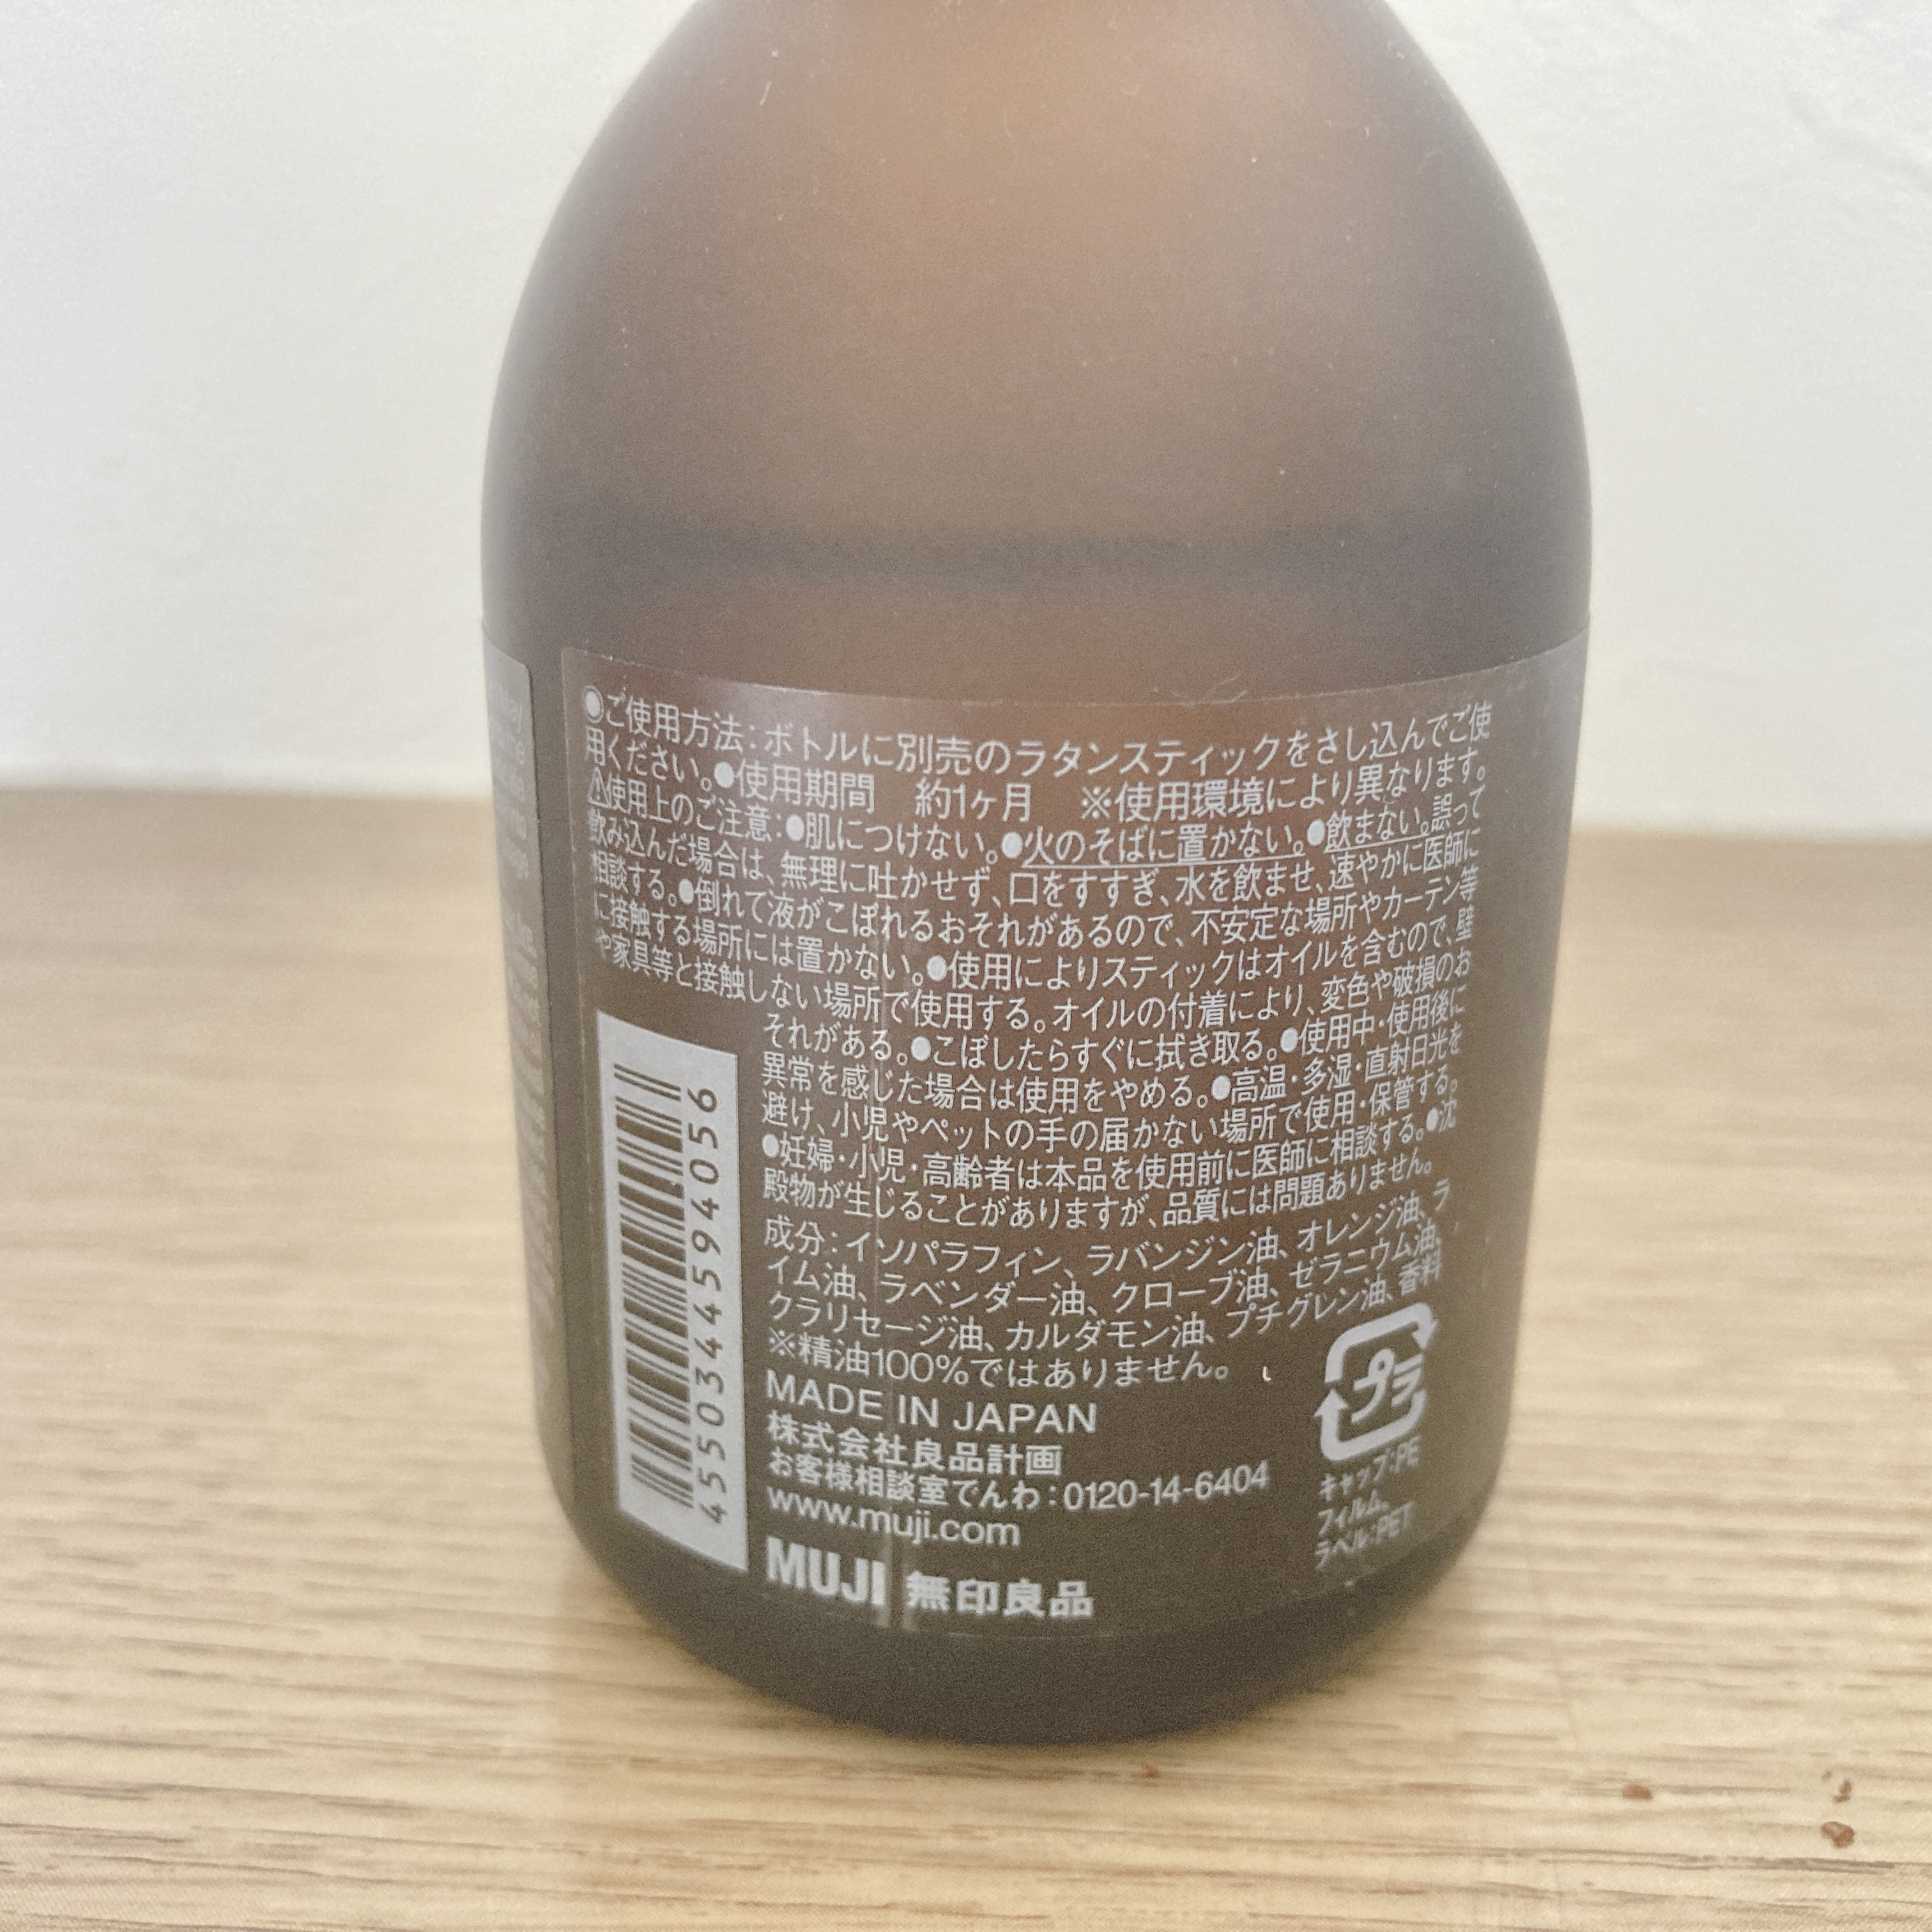 ●ご使用方法：ボトルに別売のラタンスティックをさし込んでご使
用ください。●使用期間　約1ヶ月　※使用環境により異なります。
⚠使用上のご注意：●肌につけない。●火のそばに置かない。●飲まない。誤って
飲み込んだ場合は、無理に吐かせず、口をすすぎ、水を飲ませ、速やかに医師に
相談する。●倒れて液がこぼれるおそれがあるので、不安定な場所やカーテン等
に接触する場所には置かない。●使用によりスティックはオイルを含むので、壁
や家具等と接触しない場所で使用する。オイルの付着により、変色や破損のお
それがある。●こぼしたらすぐに拭き取る。●使用中・使用後に
異常を感じた場合は使用をやめる。●高温・多湿・直射日光を
避け、小児やペットの手の届かない場所で使用・保管する。
●妊婦・小児・高齢者は本品を使用前に医師に相談する。●沈
殿物が生じることがありますが、品質には問題ありません。
成分：イソパラフィン、ラバンジン油、オレンジ油、ラ
イム油、ラベンダー油、クローブ油、ゼラニウム油、
クラリセージ油、カルダモン油、プチグレン油、香料
※精油100%ではありません。
MADE IN JAPAN
株式会社良品計画
お客様相談室でんわ：0120-14-6404
www.muji.com
MUJI 無印良品
4550344594056
プラ
キャップ:PE
フィルム、
ラベル:PET